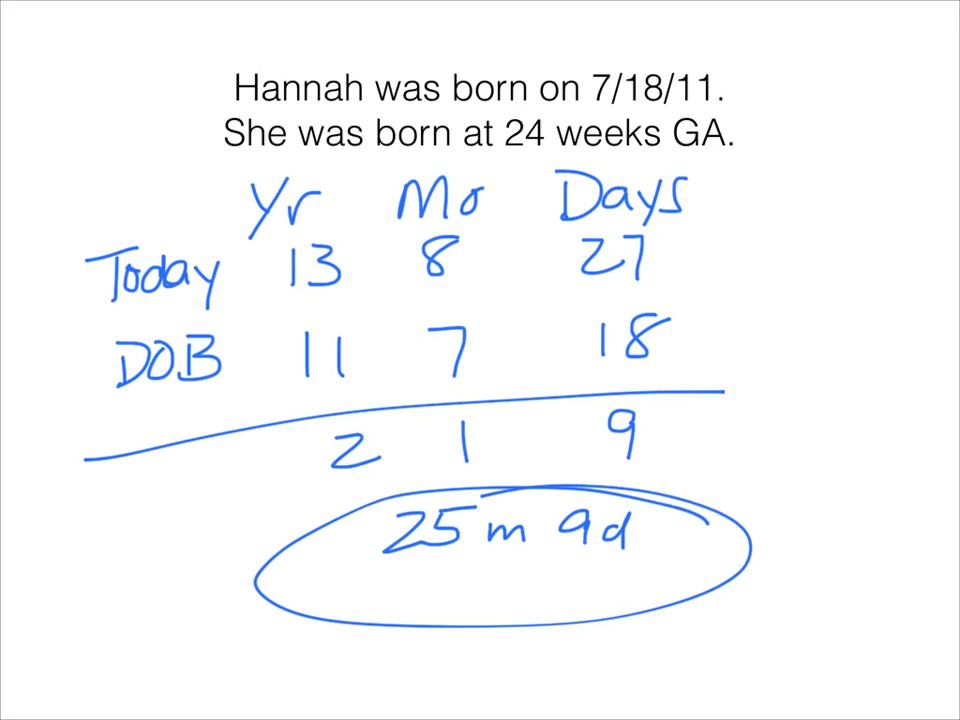 Hannah was born on 7/18/11.
She was born at 24 weeks GA.
Yr Mo Days
Today 13 8 27
DOB 11 7 18
2 1 9
25 m 9d